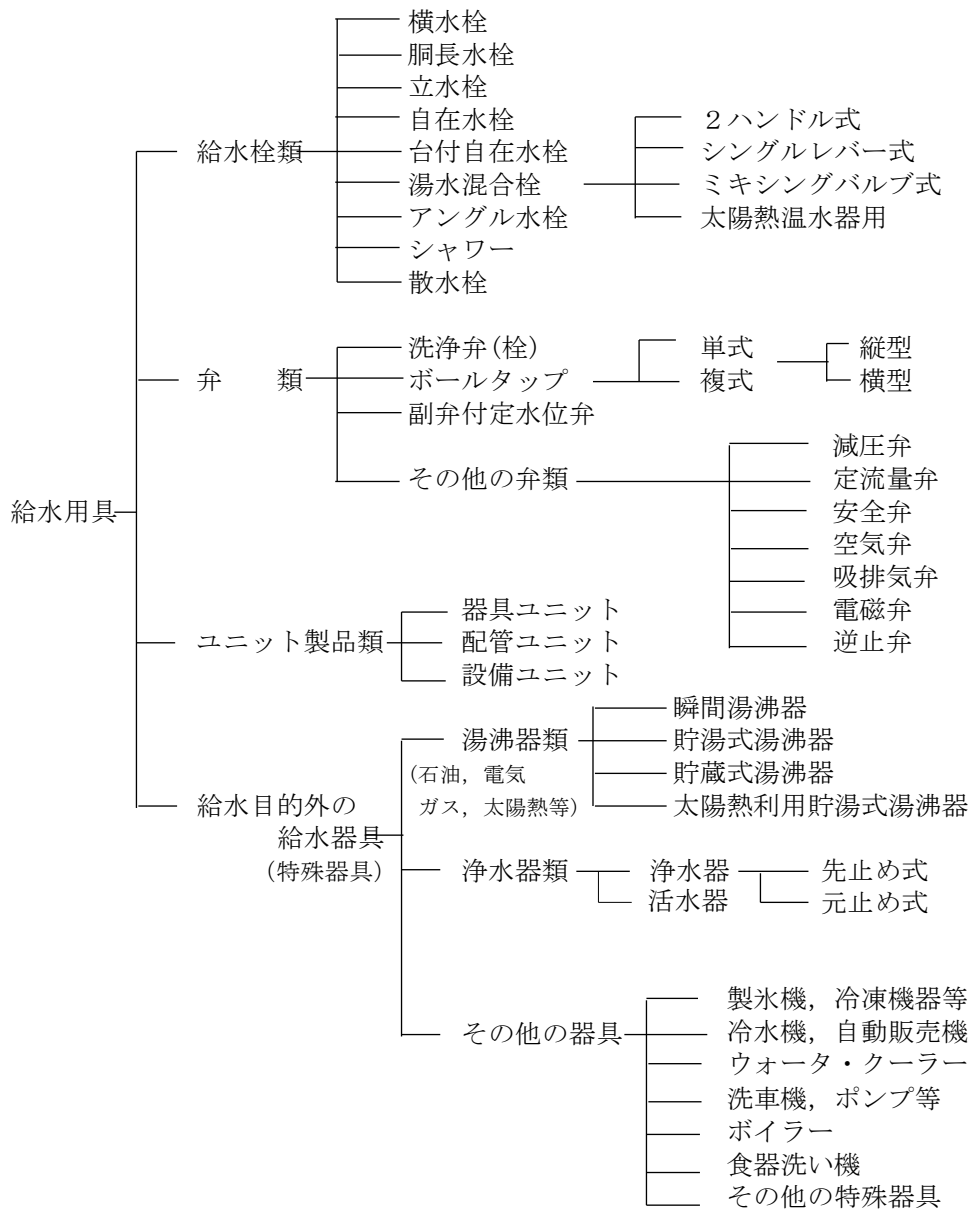 給水用具
給水栓類
横水栓
胴長水栓
立水栓
自在水栓
台付自在水栓
湯水混合栓
アングル水栓
シャワー
散水栓
２ハンドル式
シングルレバー式
ミキシングバルブ式
太陽熱温水器用
弁　　類
洗浄弁(栓)
ボールタップ
副弁付定水位弁
その他の弁類
単式
複式
縦型
横型
減圧弁
定流量弁
安全弁
空気弁
吸排気弁
電磁弁
逆止弁
ユニット製品類
器具ユニット
配管ユニット
設備ユニット
給水目的外の
給水器具
(特殊器具)
湯沸器類
(石油，電気
ガス，太陽熱等)
瞬間湯沸器
貯湯式湯沸器
貯蔵式湯沸器
太陽熱利用貯湯式湯沸器
浄水器類
浄水器
活水器
先止め式
元止め式
その他の器具
製氷機，冷凍機器等
冷水機，自動販売機
ウォータ・クーラー
洗車機，ポンプ等
ボイラー
食器洗い機
その他の特殊器具